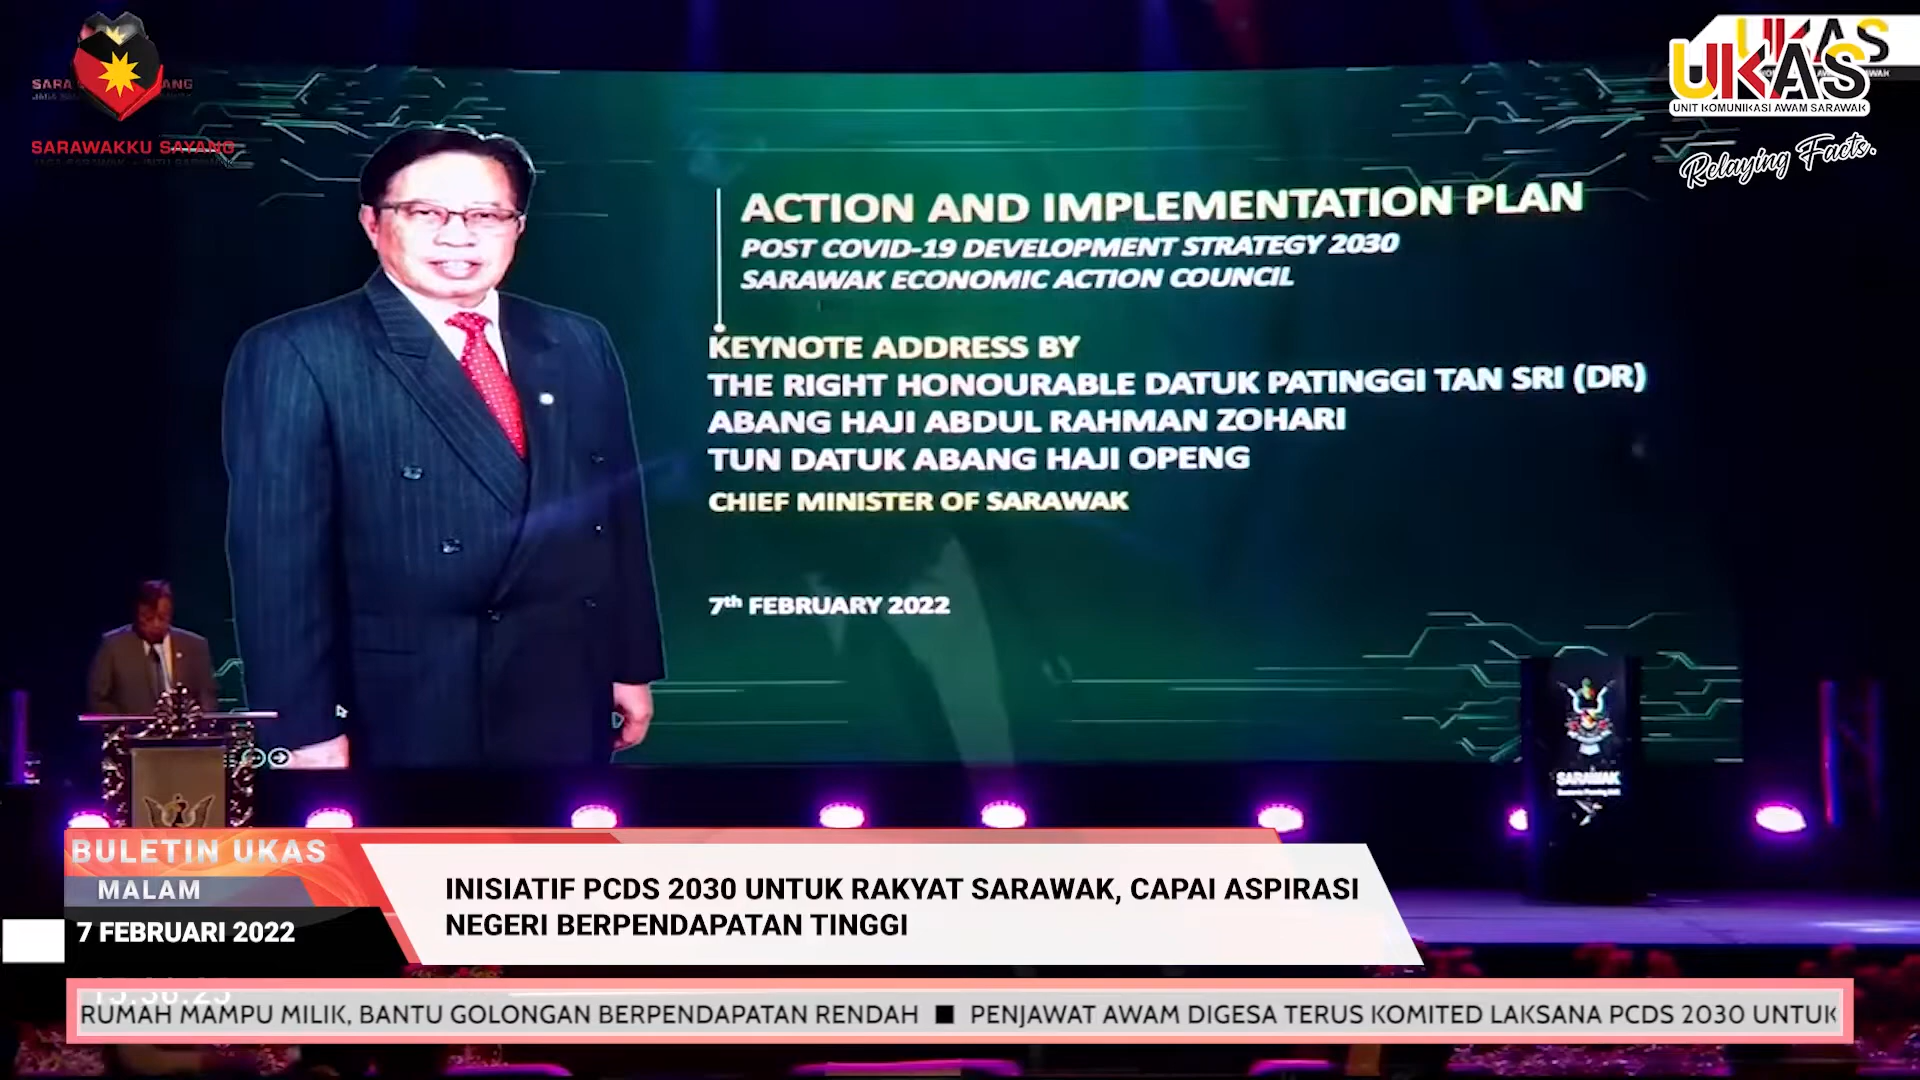 SARAWAKKU SAYANG
UKAS
UNIT KOMUNIKASI AWAM SARAWAK
Relaying Facts.
ACTION AND IMPLEMENTATION PLAN
POST COVID-19 DEVELOPMENT STRATEGY 2030
SARAWAK ECONOMIC ACTION COUNCIL
KEYNOTE ADDRESS BY
THE RIGHT HONOURABLE DATUK PATINGGI TAN SRI (DR)
ABANG HAJI ABDUL RAHMAN ZOHARI
TUN DATUK ABANG HAJI OPENG
CHIEF MINISTER OF SARAWAK
7th FEBRUARY 2022
SARAWAK
BULETIN UKAS
MALAM
7 FEBRUARI 2022
INISIATIF PCDS 2030 UNTUK RAKYAT SARAWAK, CAPAI ASPIRASI
NEGERI BERPENDAPATAN TINGGI
RUMAH MAMPU MILIK, BANTU GOLONGAN BERPENDAPATAN RENDAH ■ PENJAWAT AWAM DIGESA TERUS KOMITED LAKSANA PCDS 2030 UNTUK